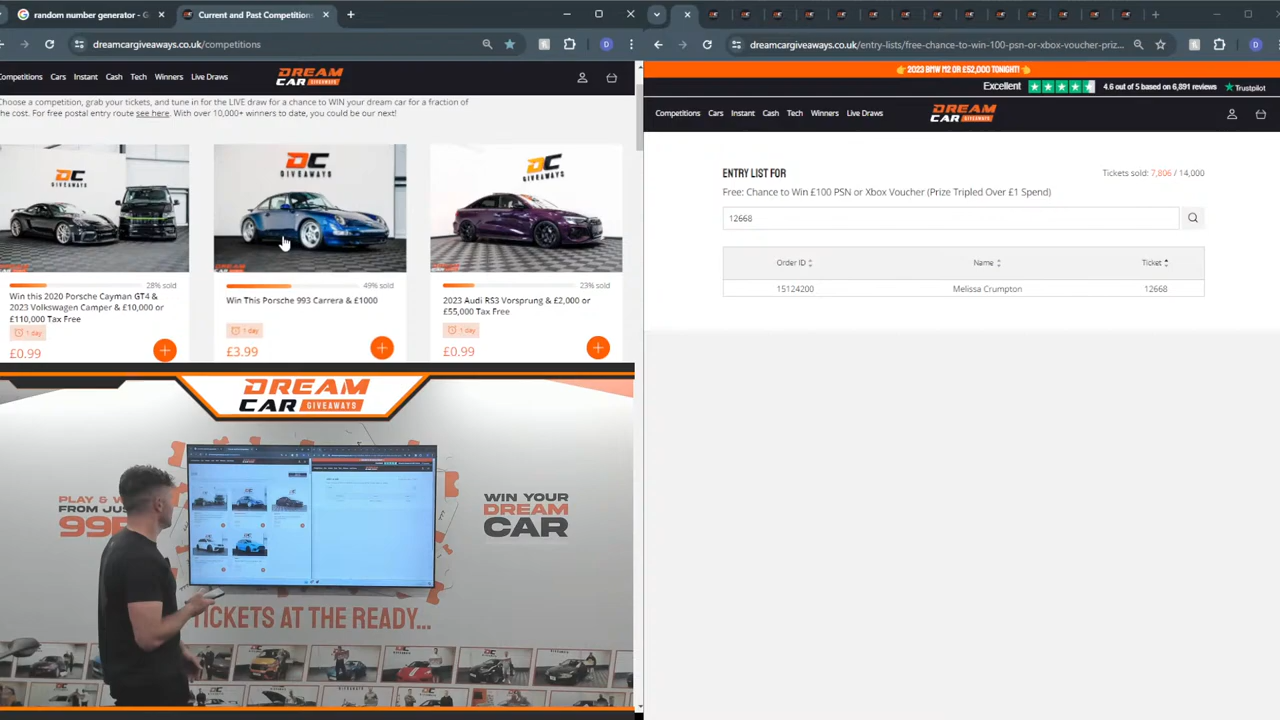 random number generator - G
Current and Past Competitions
dreamcargiveaways.co.uk/competitions
Competitions Cars Instant Cash Tech Winners Live Draws
DREAM
CAR GIVEAWAYS
Choose a competition, grab your tickets, and tune in for the LIVE draw for a chance to WIN your dream car for a fraction of
the cost. For free postal entry route see here. With over 10,000+ winners to date, you could be our next!
DC
GIVEAWAYS
DC
GIVEAWAYS
DC
GIVEAWAYS
28% sold
Win this 2020 Porsche Cayman GT4 &
2023 Volkswagen Camper & £10,000 or
£110,000 Tax Free
1 day
£0.99
49% sold
Win This Porsche 993 Carrera & £1000
1 day
£3.99
23% sold
2023 Audi RS3 Vorsprung & £2,000 or
£55,000 Tax Free
1 day
£0.99
DREAM
CAR GIVEAWAYS
PLAY & W
FROM JUS
99P
WIN YOUR
DREAM
CAR
TICKETS AT THE READY...
dreamcargiveaways.co.uk/entry-lists/free-chance-to-win-100-psn-or-xbox-voucher-priz...
2023 BMW M2 OR £52,000 TONIGHT!
Excellent 4.6 out of 5 based on 6,891 reviews Trustpilot
Competitions Cars Instant Cash Tech Winners Live Draws
DREAM
CAR GIVEAWAYS
ENTRY LIST FOR
Tickets sold: 7,806 / 14,000
Free: Chance to Win £100 PSN or Xbox Voucher (Prize Tripled Over £1 Spend)
12668
Order ID Name Ticket
15124200 Melissa Crumpton 12668